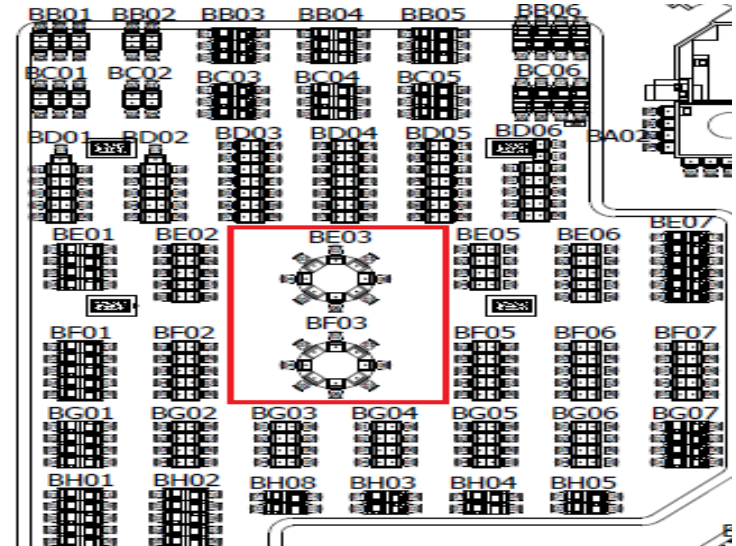 BB01 BB02 BB03 BB04 BB05 BB06
BC01 BC02 BC03 BC04 BC05 BC06
BD01 BD02 BD03 BD04 BD05 BD06 BA02
BE01 BE02 BE03 BE05 BE06 BE07
BF01 BF02 BF03 BF05 BF06 BF07
BG01 BG02 BG03 BG04 BG05 BG06 BG07
BH01 BH02 BH08 BH03 BH04 BH05